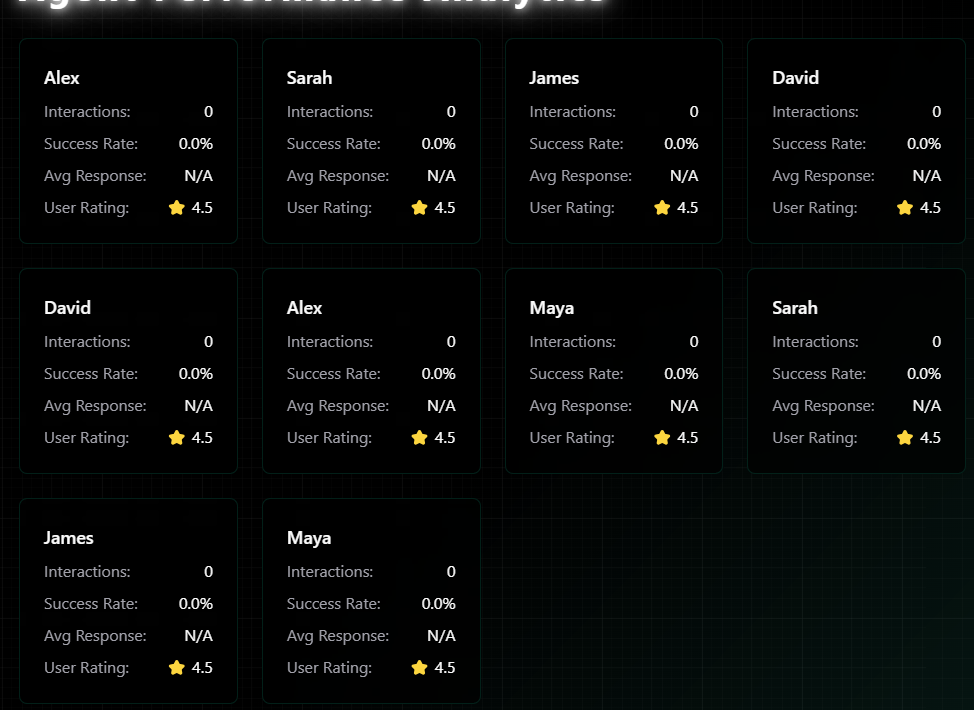 Agent Performance Analytics
Alex
Interactions: 0
Success Rate: 0.0%
Avg Response: N/A
User Rating: 4.5
Sarah
Interactions: 0
Success Rate: 0.0%
Avg Response: N/A
User Rating: 4.5
James
Interactions: 0
Success Rate: 0.0%
Avg Response: N/A
User Rating: 4.5
David
Interactions: 0
Success Rate: 0.0%
Avg Response: N/A
User Rating: 4.5
David
Interactions: 0
Success Rate: 0.0%
Avg Response: N/A
User Rating: 4.5
Alex
Interactions: 0
Success Rate: 0.0%
Avg Response: N/A
User Rating: 4.5
Maya
Interactions: 0
Success Rate: 0.0%
Avg Response: N/A
User Rating: 4.5
Sarah
Interactions: 0
Success Rate: 0.0%
Avg Response: N/A
User Rating: 4.5
James
Interactions: 0
Success Rate: 0.0%
Avg Response: N/A
User Rating: 4.5
Maya
Interactions: 0
Success Rate: 0.0%
Avg Response: N/A
User Rating: 4.5